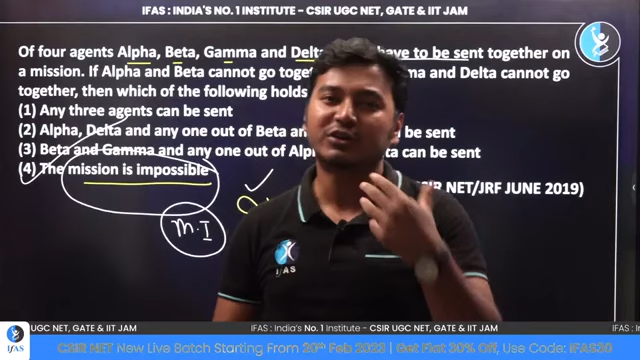 IFAS: INDIA'S NO. 1 INSTITUTE - CSIR UGC NET, GATE & IIT JAM
Of four agents Alpha, Beta, Gamma and Delta have to be sent together on
a mission. If Alpha and Beta cannot go and Delta cannot go
together, then which of the following holds
(1) Any three agents can be sent
(2) Alpha, Delta and any one out of Beta be sent
(3) Beta and Gamma and any one out of can be sent
(4) The mission is impossible
NET/JRF JUNE 2019)
M.I
IFAS
UGC NET, GATE & IIT JAM IFAS : India's No. 1 Institute - CSIR UGC NET, GATE & IIT JAM
IFAS
CSIR NET New Live Batch Starting From 20th Feb 2023 | Get Flat 30% Off, Use Code: IFAS30